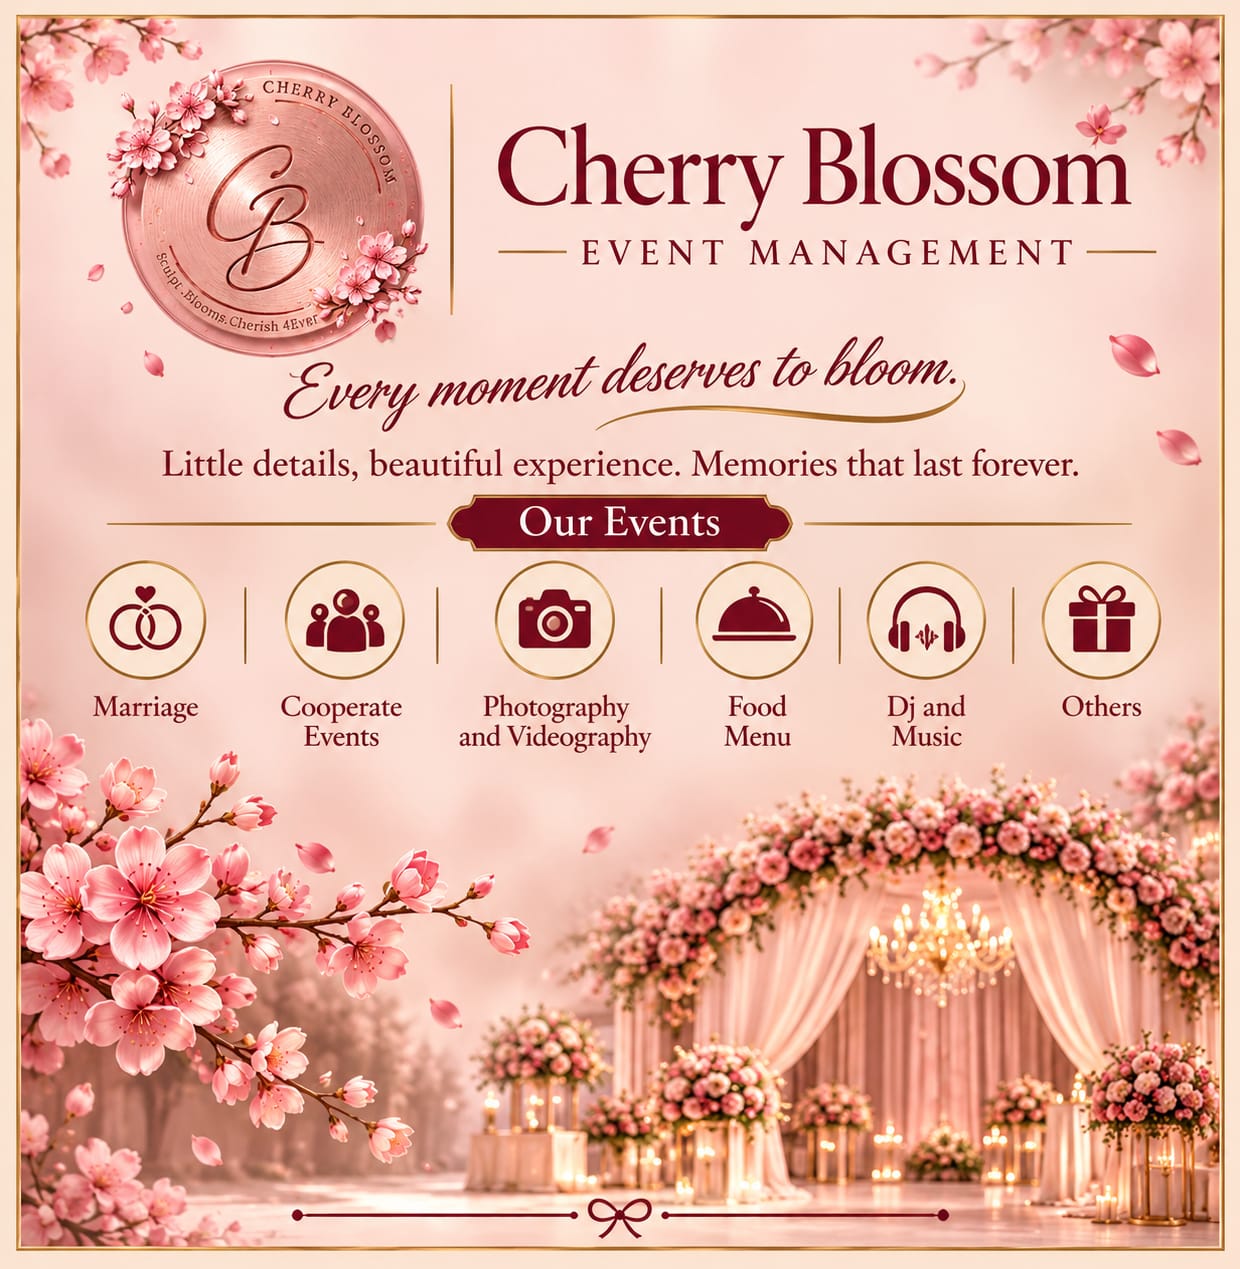 CHERRY BLOSSOM
CB
Sculpt.Blooms.Cherish 4Ever
Cherry Blossom
EVENT MANAGEMENT
Every moment deserves to bloom.
Little details, beautiful experience. Memories that last forever.
Our Events
Marriage
Cooperate
Events
Photography
and Videography
Food
Menu
Dj and
Music
Others